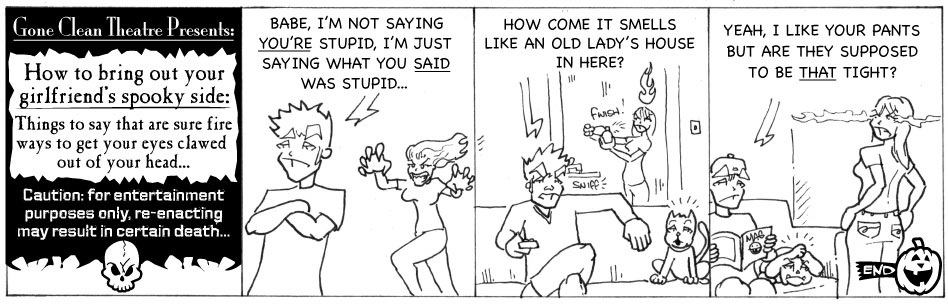 Gone Clean Theatre Presents:
How to bring out your
girlfriend's spooky side:
Things to say that are sure fire
ways to get your eyes clawed
out of your head...
Caution: for entertainment
purposes only, re-enacting
may result in certain death...
BABE, I'M NOT SAYING
YOU'RE STUPID, I'M JUST
SAYING WHAT YOU SAID
WAS STUPID...
HOW COME IT SMELLS
LIKE AN OLD LADY'S HOUSE
IN HERE?
FWISH!
SNIFF
YEAH, I LIKE YOUR PANTS
BUT ARE THEY SUPPOSED
TO BE THAT TIGHT?
MAG
END